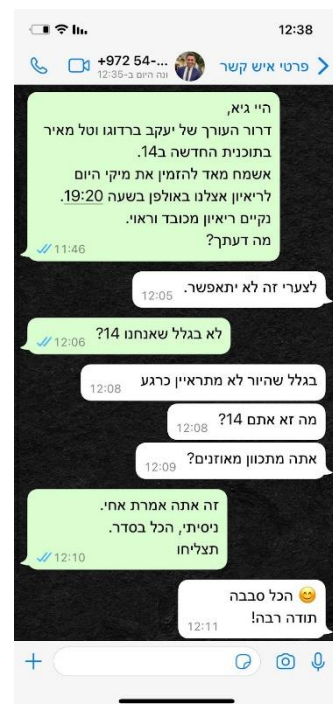 12:38
פרטי איש קשר
+972 54-...
12:35-היום ב
היי גיא,
דרור העורך של יעקב ברדוגו וטל מאיר
בתוכנית החדשה ב14.
אשמח מאד להזמין את מיקי היום
לריאיון אצלנו באולפן בשעה 19:20.
נקיים ריאיון מכובד וראוי.
מה דעתך?
11:46
לצערי זה לא יתאפשר.
12:05
לא בגלל שאנחנו 14?
12:06
בגלל שהיור לא מתראיין כרגע
12:08
מה זא אתם 14?
12:08
אתה מתכוון מאוזנים?
12:09
זה אתה אמרת אחי.
ניסיתי, הכל בסדר.
תצליחו
12:10
😊 הכל סבבה
תודה רבה!
12:11